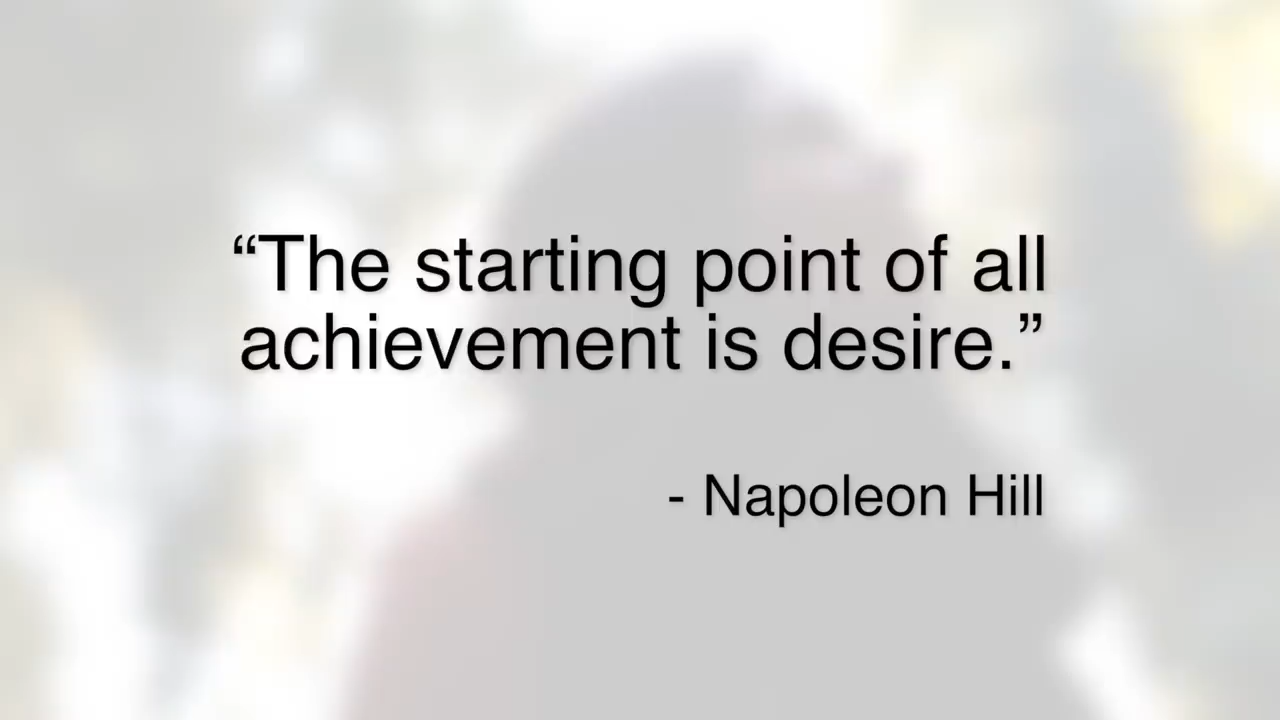 “The starting point of all
achievement is desire.”
- Napoleon Hill